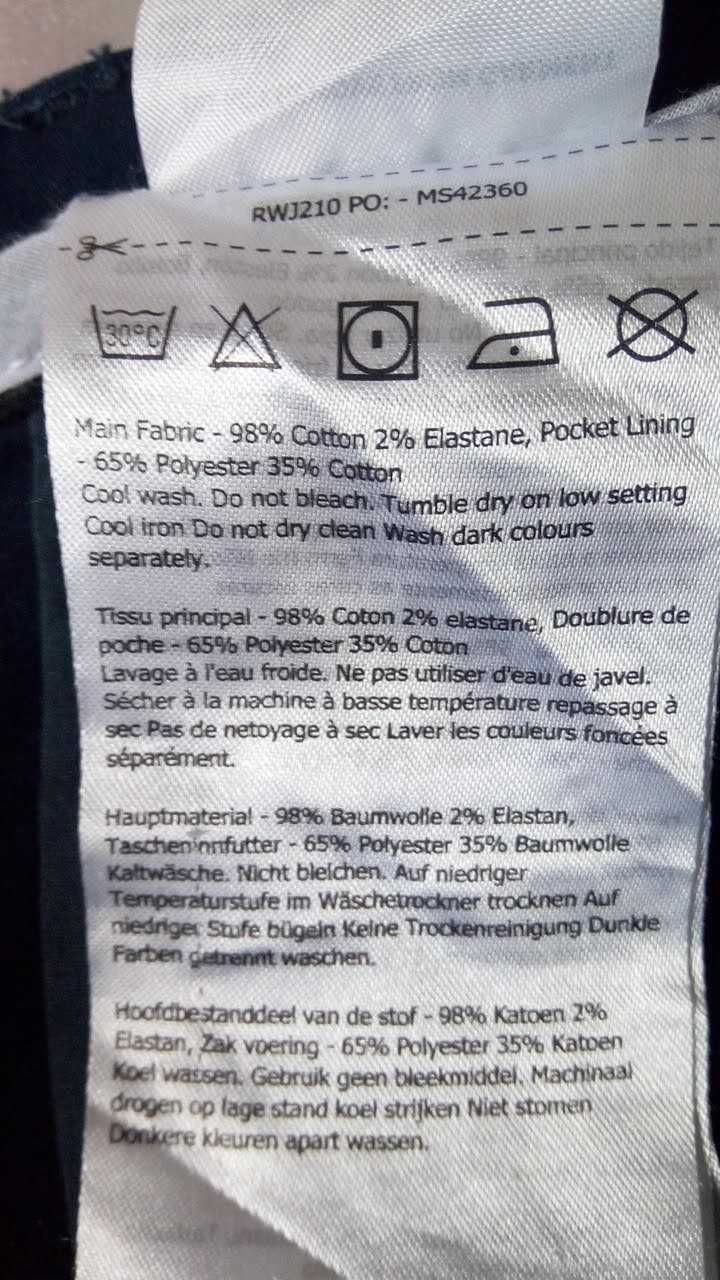 RWJ210 PO: - MS42360
30°C
Main Fabric - 98% Cotton 2% Elastane, Pocket Lining
- 65% Polyester 35% Cotton
Cool wash. Do not bleach. Tumble dry on low setting
Cool iron Do not dry clean Wash dark colours
separately.
Tissu principal - 98% Coton 2% elastane, Doublure de
poche - 65% Polyester 35% Coton
Lavage à l'eau froide. Ne pas utiliser d'eau de javel.
Sécher à la machine à basse température repassage à
sec Pas de netoyage à sec Laver les couleurs foncées
séparément.
Hauptmaterial - 98% Baumwolle 2% Elastan,
Tascheninnfutter - 65% Polyester 35% Baumwolle
Kaltwäsche. Nicht bleichen. Auf niedriger
Temperaturstufe im Wäschetrockner trocknen Auf
niedriger Stufe bügeln Keine Trockenreinigung Dunkle
Farben getrennt waschen.
Hoofdbestanddeel van de stof - 98% Katoen 2%
Elastan, Zak voering - 65% Polyester 35% Katoen
Koel wassen. Gebruik geen bleekmiddel. Machinaal
drogen op lage stand koel strijken Niet stomen
Donkere kleuren apart wassen.